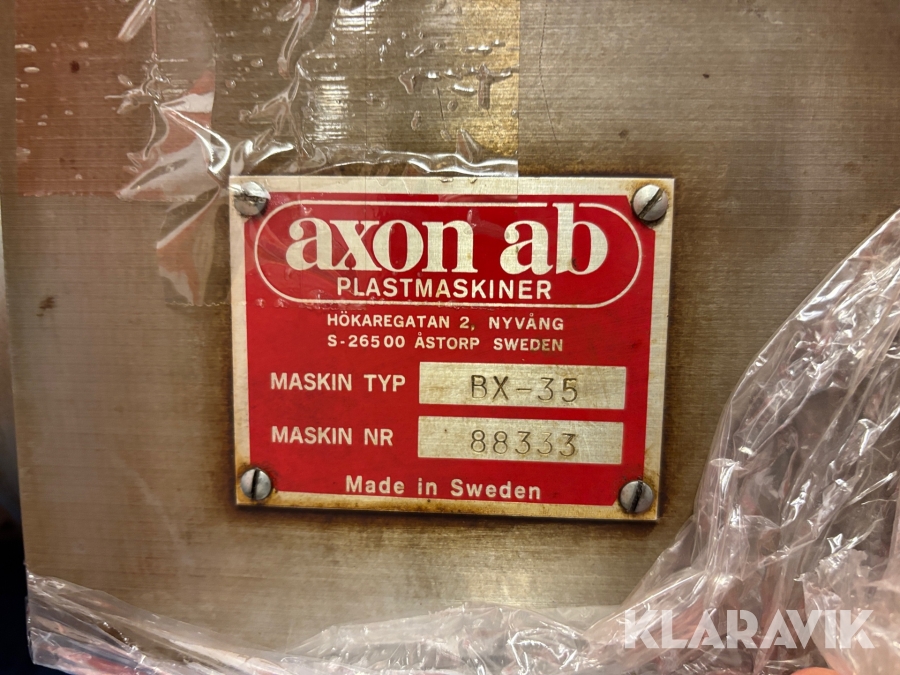 axon ab
PLASTMASKINER
HÖKAREGATAN 2, NYVÅNG
S-26500 ÅSTORP SWEDEN
MASKIN TYP BX-35
MASKIN NR 88333
Made in Sweden
KLARAVIK